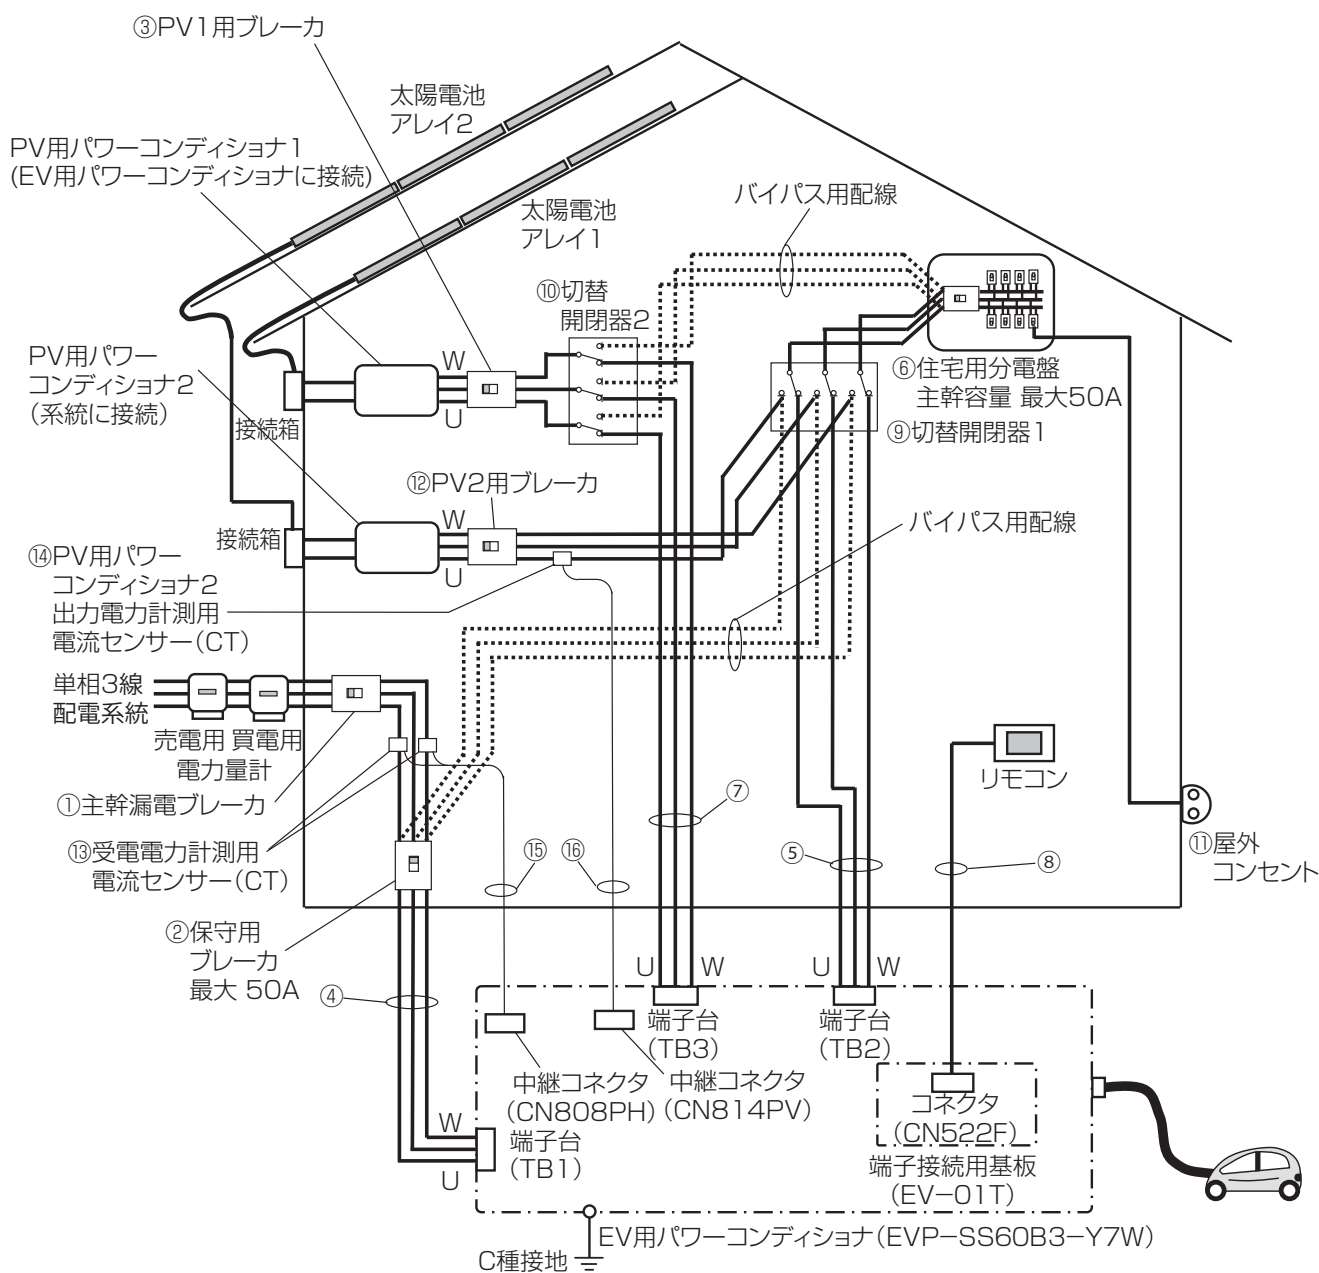 ③PV1用ブレーカ
太陽電池
アレイ2
PV用パワーコンディショナ1
(EV用パワーコンディショナに接続)
太陽電池
アレイ1
バイパス用配線
⑩切替
開閉器2
PV用パワー
コンディショナ2
(系統に接続)
W
U
接続箱
⑥住宅用分電盤
主幹容量 最大50A
⑨切替開閉器1
⑫PV2用ブレーカ
W
U
接続箱
バイパス用配線
⑭PV用パワー
コンディショナ2
出力電力計測用
電流センサー(CT)
単相3線
配電系統
売電用 買電用
電力量計
①主幹漏電ブレーカ
⑬受電電力計測用
電流センサー(CT)
リモコン
⑦
⑮
⑯
⑤
⑧
⑪屋外
コンセント
②保守用
ブレーカ
最大 50A
④
U
W
U
W
端子台
(TB3)
端子台
(TB2)
中継コネクタ
(CN808PH)
中継コネクタ
(CN814PV)
コネクタ
(CN522F)
W
U
端子台
(TB1)
端子接続用基板
(EV-01T)
EV用パワーコンディショナ(EVP-SS60B3-Y7W)
C種接地